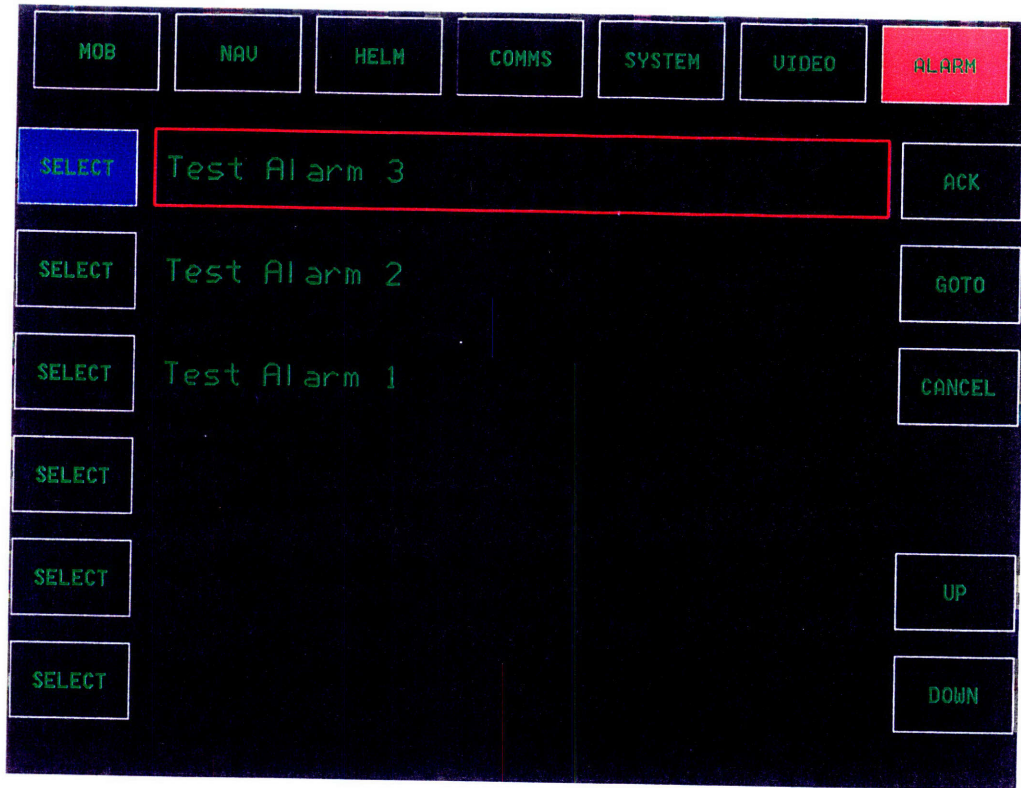 MOB NAV HELM COMMS SYSTEM VIDEO ALARM
SELECT Test Alarm 3 ACK
SELECT Test Alarm 2 GOTO
SELECT Test Alarm 1 CANCEL
SELECT
SELECT UP
SELECT DOWN